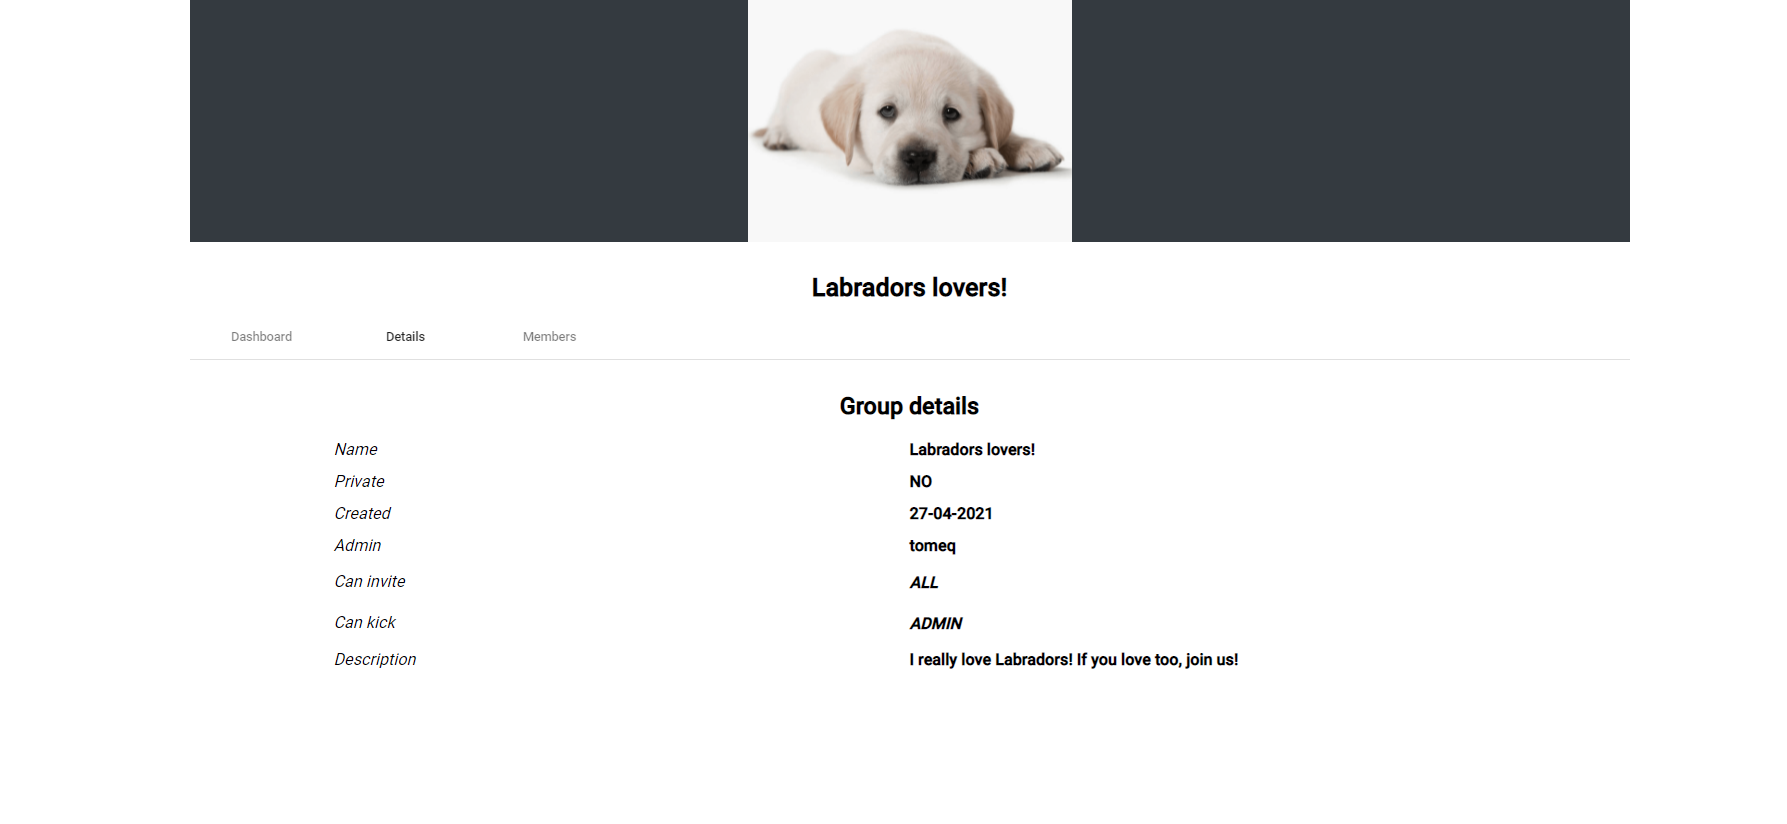 Labradors lovers!
Dashboard Details Members
Group details
Name Labradors lovers!
Private NO
Created 27-04-2021
Admin tomeq
Can invite ALL
Can kick ADMIN
Description I really love Labradors! If you love too, join us!